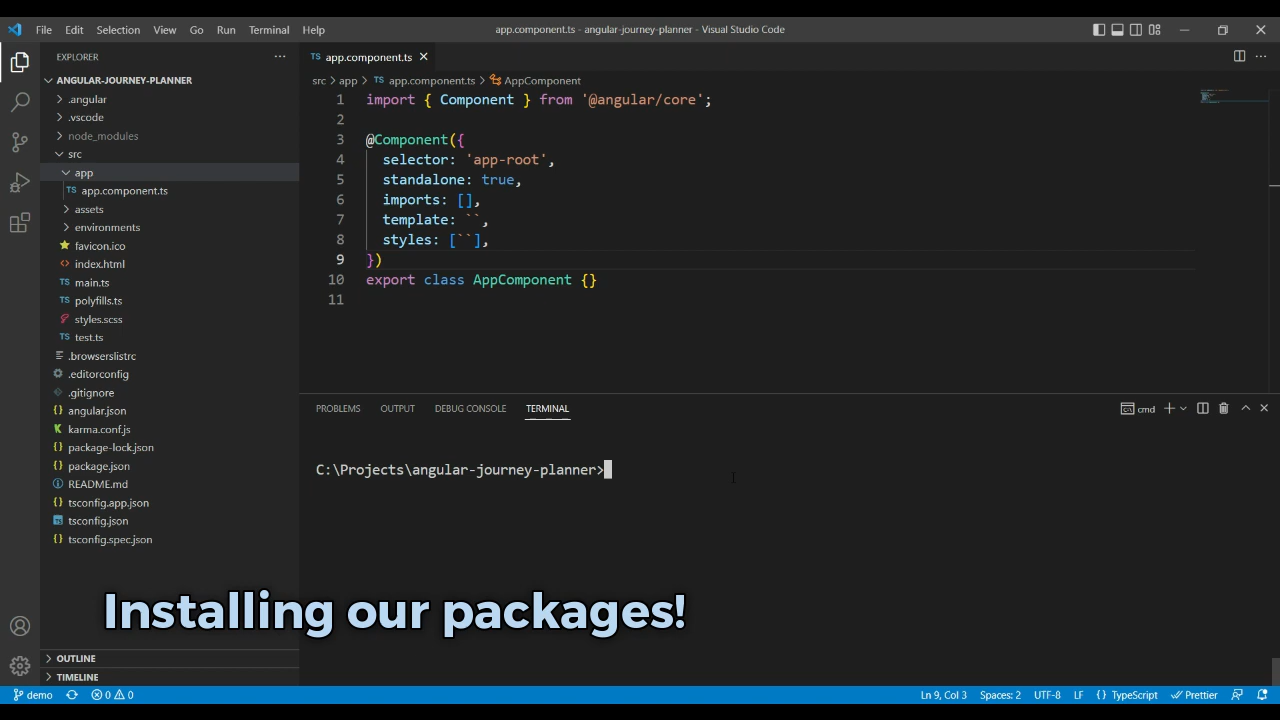 File Edit Selection View Go Run Terminal Help
app.component.ts - angular-journey-planner - Visual Studio Code
EXPLORER
ANGULAR-JOURNEY-PLANNER
.angular
.vscode
node_modules
src
app
TS app.component.ts
assets
environments
favicon.ico
<> index.html
TS main.ts
TS polyfills.ts
styles.scss
TS test.ts
.browserslistrc
.editorconfig
.gitignore
{} angular.json
karma.conf.js
{} package-lock.json
{} package.json
README.md
{} tsconfig.app.json
tsconfig.json
{} tsconfig.spec.json
OUTLINE
TIMELINE
TS app.component.ts
src > app > TS app.component.ts > AppComponent
1 import { Component } from '@angular/core';
2
3 @Component({
4 selector: 'app-root',
5 standalone: true,
6 imports: [],
7 template: ``,
8 styles: [``],
9 })
10 export class AppComponent {}
11
PROBLEMS OUTPUT DEBUG CONSOLE TERMINAL
cmd
C:\Projects\angular-journey-planner>
Installing our packages!
demo 0 0
Ln 9, Col 3 Spaces: 2 UTF-8 LF {} TypeScript Prettier